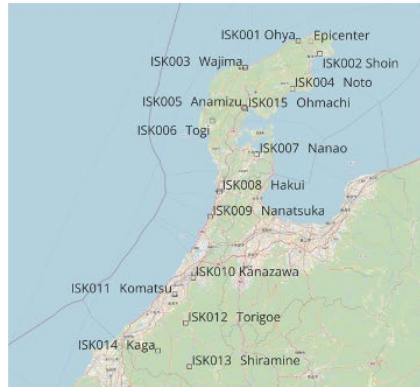 ISK001 Ohya Epicenter
ISK002 Shoin
ISK003 Wajima
ISK004 Noto
ISK005 Anamizu ISK015 Ohmachi
ISK006 Togi
ISK007 Nanao
ISK008 Hakui
ISK009 Nanatsuka
ISK010 Kanazawa
ISK011 Komatsu
ISK012 Torigoe
ISK014 Kaga
ISK013 Shiramine